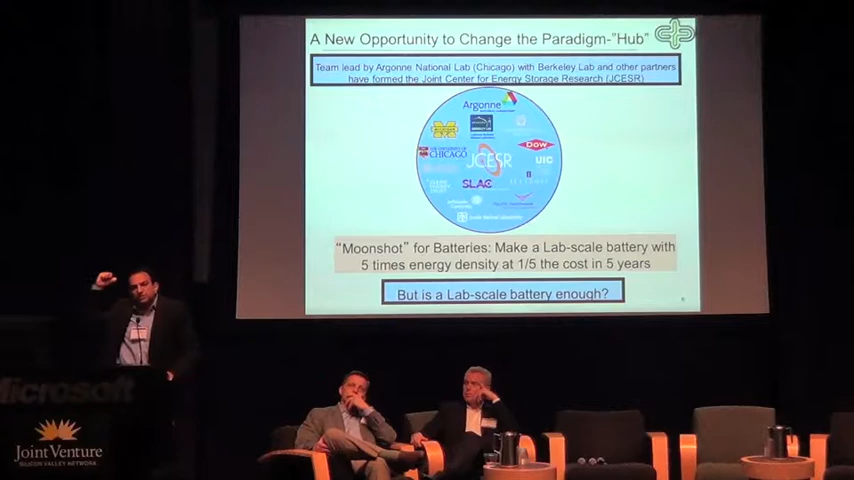 A New Opportunity to Change the Paradigm-"Hub"
Team lead by Argonne National Lab (Chicago) with Berkeley Lab and other partners
have formed the Joint Center for Energy Storage Research (JCESR)
Argonne
DOW
THE UNIVERSITY OF
CHICAGO
JCESR
UIC
SLAC
"Moonshot" for Batteries: Make a Lab-scale battery with
5 times energy density at 1/5 the cost in 5 years
But is a Lab-scale battery enough?
Microsoft
Joint Venture
SILICON VALLEY NETWORK